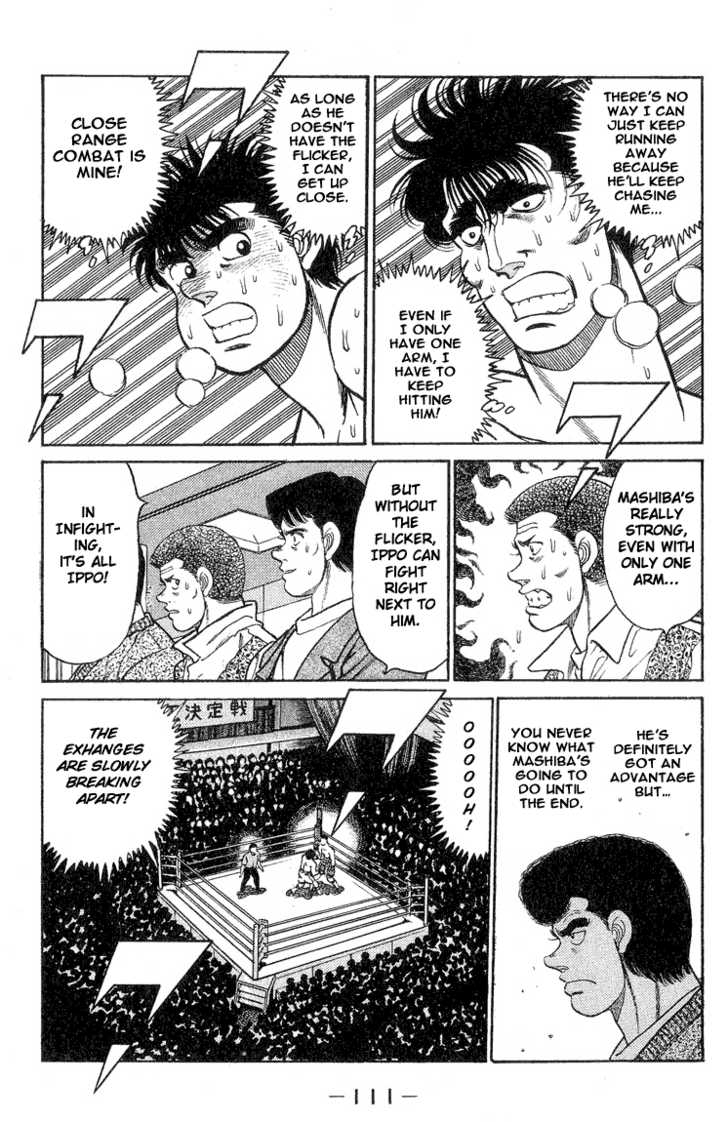 THERE'S NO
WAY I CAN
JUST KEEP
RUNNING
AWAY
BECAUSE
HE'LL KEEP
CHASING
ME...
EVEN IF
I ONLY
HAVE ONE
ARM, I
HAVE TO
KEEP
HITTING
HIM!
AS LONG
AS HE
DOESN'T
HAVE THE
FLICKER,
I CAN
GET UP
CLOSE.
CLOSE
RANGE
COMBAT IS
MINE!
MASHIBA'S
REALLY
STRONG,
EVEN WITH
ONLY ONE
ARM...
BUT
WITHOUT
THE
FLICKER,
IPPO CAN
FIGHT
RIGHT
NEXT TO
HIM.
IN
INFIGHT-
ING,
IT'S ALL
IPPO!
HE'S
DEFINITELY
GOT AN
ADVANTAGE
BUT...
YOU NEVER
KNOW WHAT
MASHIBA'S
GOING TO
DO UNTIL
THE END.
OOOOOH!
決定戦
THE
EXHANGES
ARE SLOWLY
BREAKING
APART!
-111-